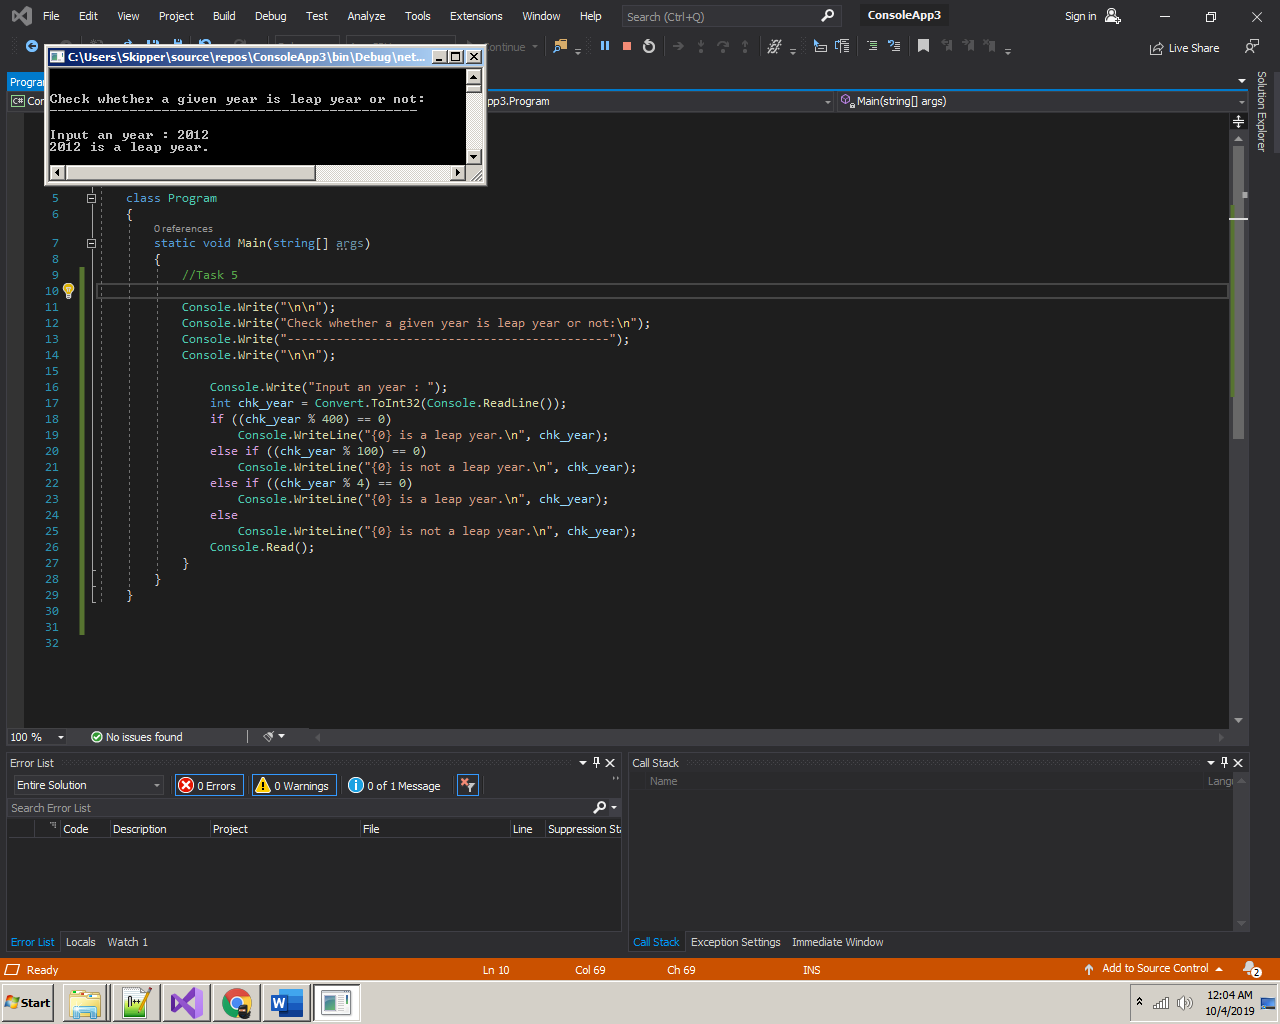 File Edit View Project Build Debug Test Analyze Tools Extensions Window Help Search (Ctrl+Q) ConsoleApp3 Sign in
Live Share
C:\Users\Skipper\source\repos\ConsoleApp3\bin\Debug\net...
Check whether a given year is leap year or not:
----------------------------------------------
Input an year : 2012
2012 is a leap year.
Main(string[] args)
Solution Explorer
5 class Program
6 {
0 references
7 static void Main(string[] args)
8 {
9 //Task 5
10
11 Console.Write("\n\n");
12 Console.Write("Check whether a given year is leap year or not:\n");
13 Console.Write("----------------------------------------------");
14 Console.Write("\n\n");
15
16 Console.Write("Input an year : ");
17 int chk_year = Convert.ToInt32(Console.ReadLine());
18 if ((chk_year % 400) == 0)
19 Console.WriteLine("{0} is a leap year.\n", chk_year);
20 else if ((chk_year % 100) == 0)
21 Console.WriteLine("{0} is not a leap year.\n", chk_year);
22 else if ((chk_year % 4) == 0)
23 Console.WriteLine("{0} is a leap year.\n", chk_year);
24 else
25 Console.WriteLine("{0} is not a leap year.\n", chk_year);
26 Console.Read();
27 }
28 }
29 }
30
31
32
100 % No issues found
Error List
Entire Solution 0 Errors 0 Warnings 0 of 1 Message
Search Error List
Code Description Project File Line Suppression Sta
Error List Locals Watch 1
Call Stack
Name Langu
Call Stack Exception Settings Immediate Window
Ready Ln 10 Col 69 Ch 69 INS Add to Source Control 2
Start 12:04 AM
10/4/2019